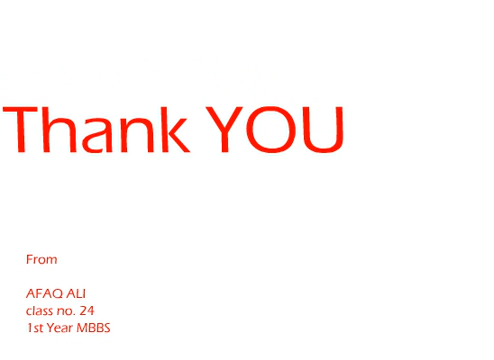 Thank YOU
From
AFAQ ALI
class no. 24
1st Year MBBS